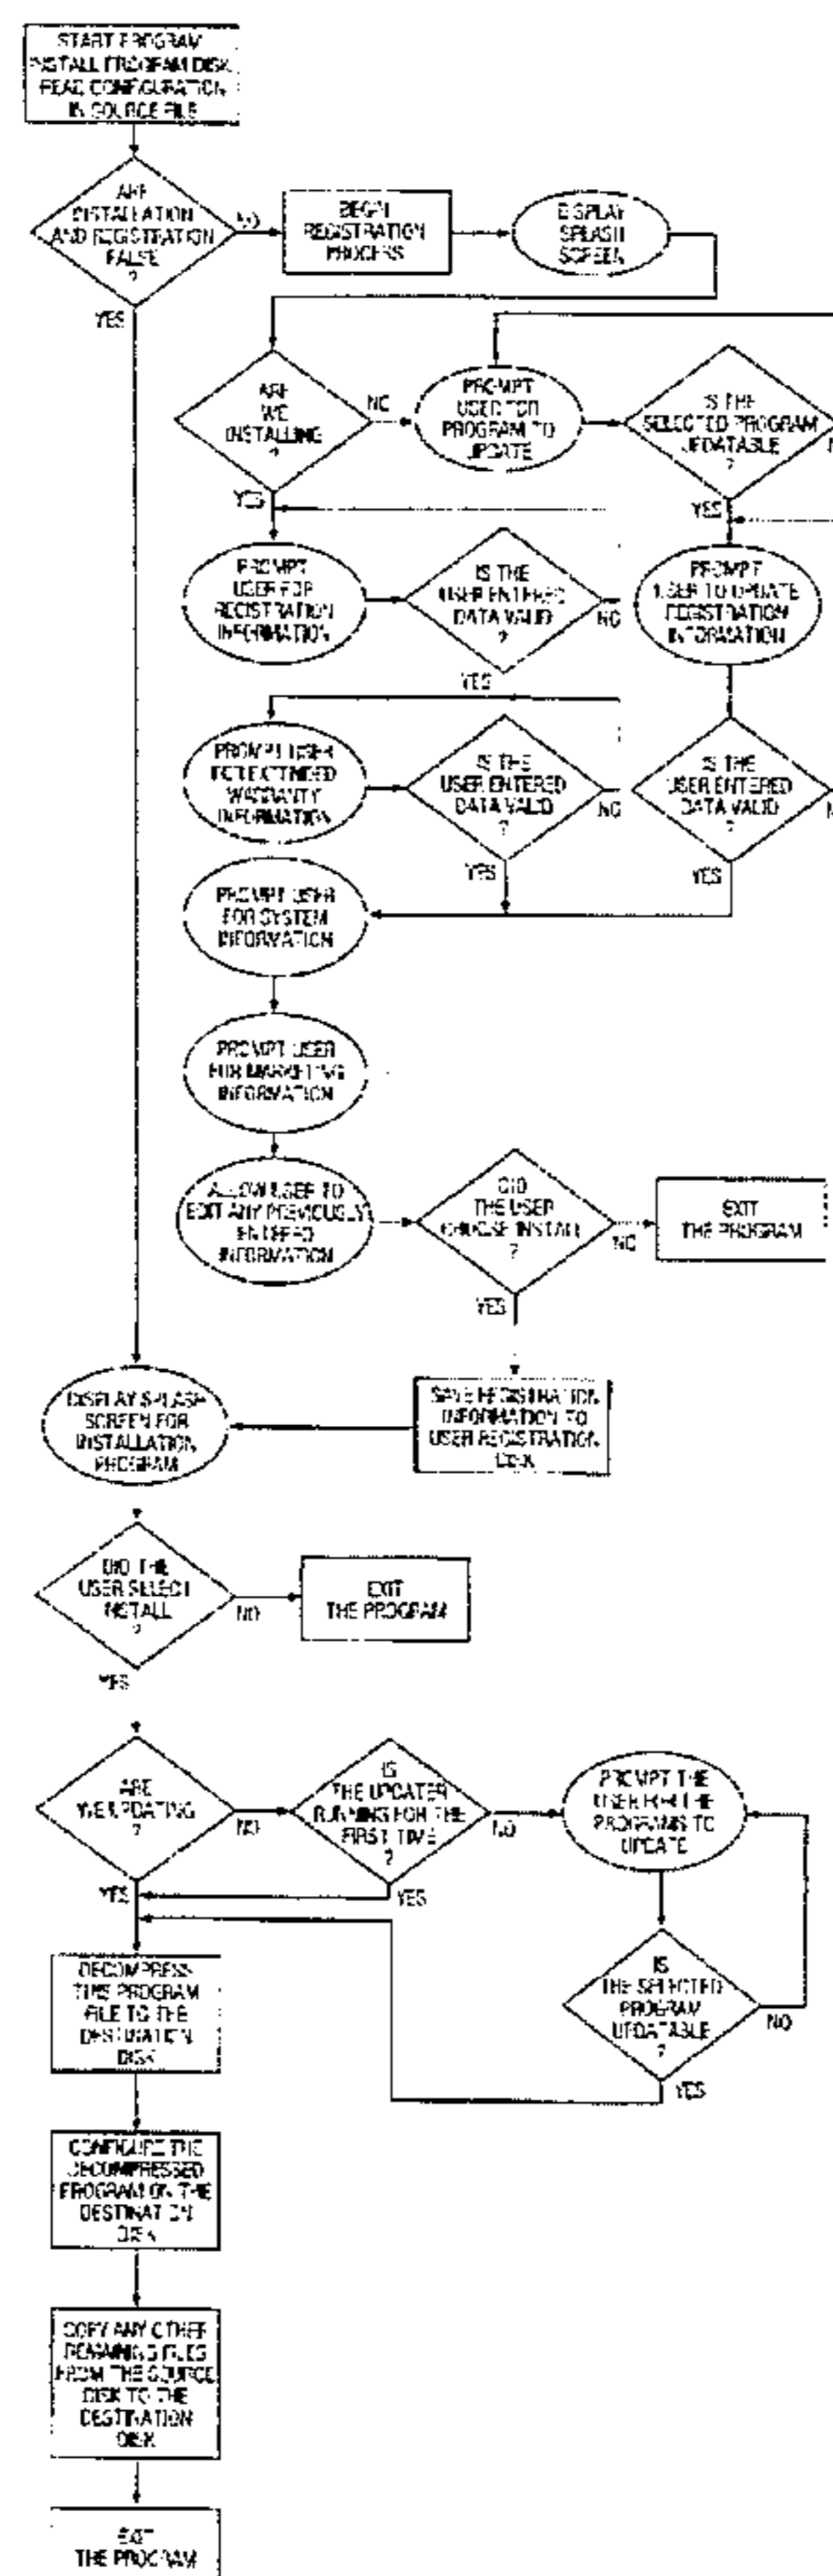 START PROGRAM
INSTALL PROGRAM DISK
READ CONFIGURATION
IN SOURCE FILE
ARE
INSTALLATION
AND REGISTRATION
FALSE
?
NO
YES
BEGIN
REGISTRATION
PROCESS
DISPLAY
SPLASH
SCREEN
ARE
WE
INSTALLING
?
NO
YES
PROMPT
USER FOR
PROGRAM TO
UPDATE
IS THE
SELECTED PROGRAM
UPDATABLE
?
YES
PROMPT
USER FOR
REGISTRATION
INFORMATION
IS THE
USER ENTERED
DATA VALID
?
NO
YES
PROMPT
USER TO UPDATE
REGISTRATION
INFORMATION
PROMPT USER
FOR EXTENDED
WARRANTY
INFORMATION
IS THE
USER ENTERED
DATA VALID
?
NO
YES
IS THE
USER ENTERED
DATA VALID
?
YES
PROMPT USER
FOR SYSTEM
INFORMATION
PROMPT USER
FOR MARKETING
INFORMATION
ALLOW USER TO
EDIT ANY PREVIOUSLY
ENTERED
INFORMATION
DID
THE USER
CHOOSE INSTALL
?
NO
YES
EXIT
THE PROGRAM
DISPLAY SPLASH
SCREEN FOR
INSTALLATION
PROGRAM
SAVE REGISTRATION
INFORMATION TO
USER REGISTRATION
DISK
DID THE
USER SELECT
INSTALL
?
NO
YES
EXIT
THE PROGRAM
ARE
WE UPDATING
?
NO
YES
IS
THE UPDATER
RUNNING FOR THE
FIRST TIME
?
NO
YES
PROMPT THE
USER FOR THE
PROGRAMS TO
UPDATE
IS
THE SELECTED
PROGRAM
UPDATABLE
?
NO
YES
DECOMPRESS
THIS PROGRAM
FILE TO THE
DESTINATION
DISK
CONFIGURE THE
DECOMPRESSED
PROGRAM ON THE
DESTINATION
DISK
COPY ANY OTHER
REMAINING FILES
FROM THE SOURCE
DISK TO THE
DESTINATION
DISK
EXIT
THE PROGRAM